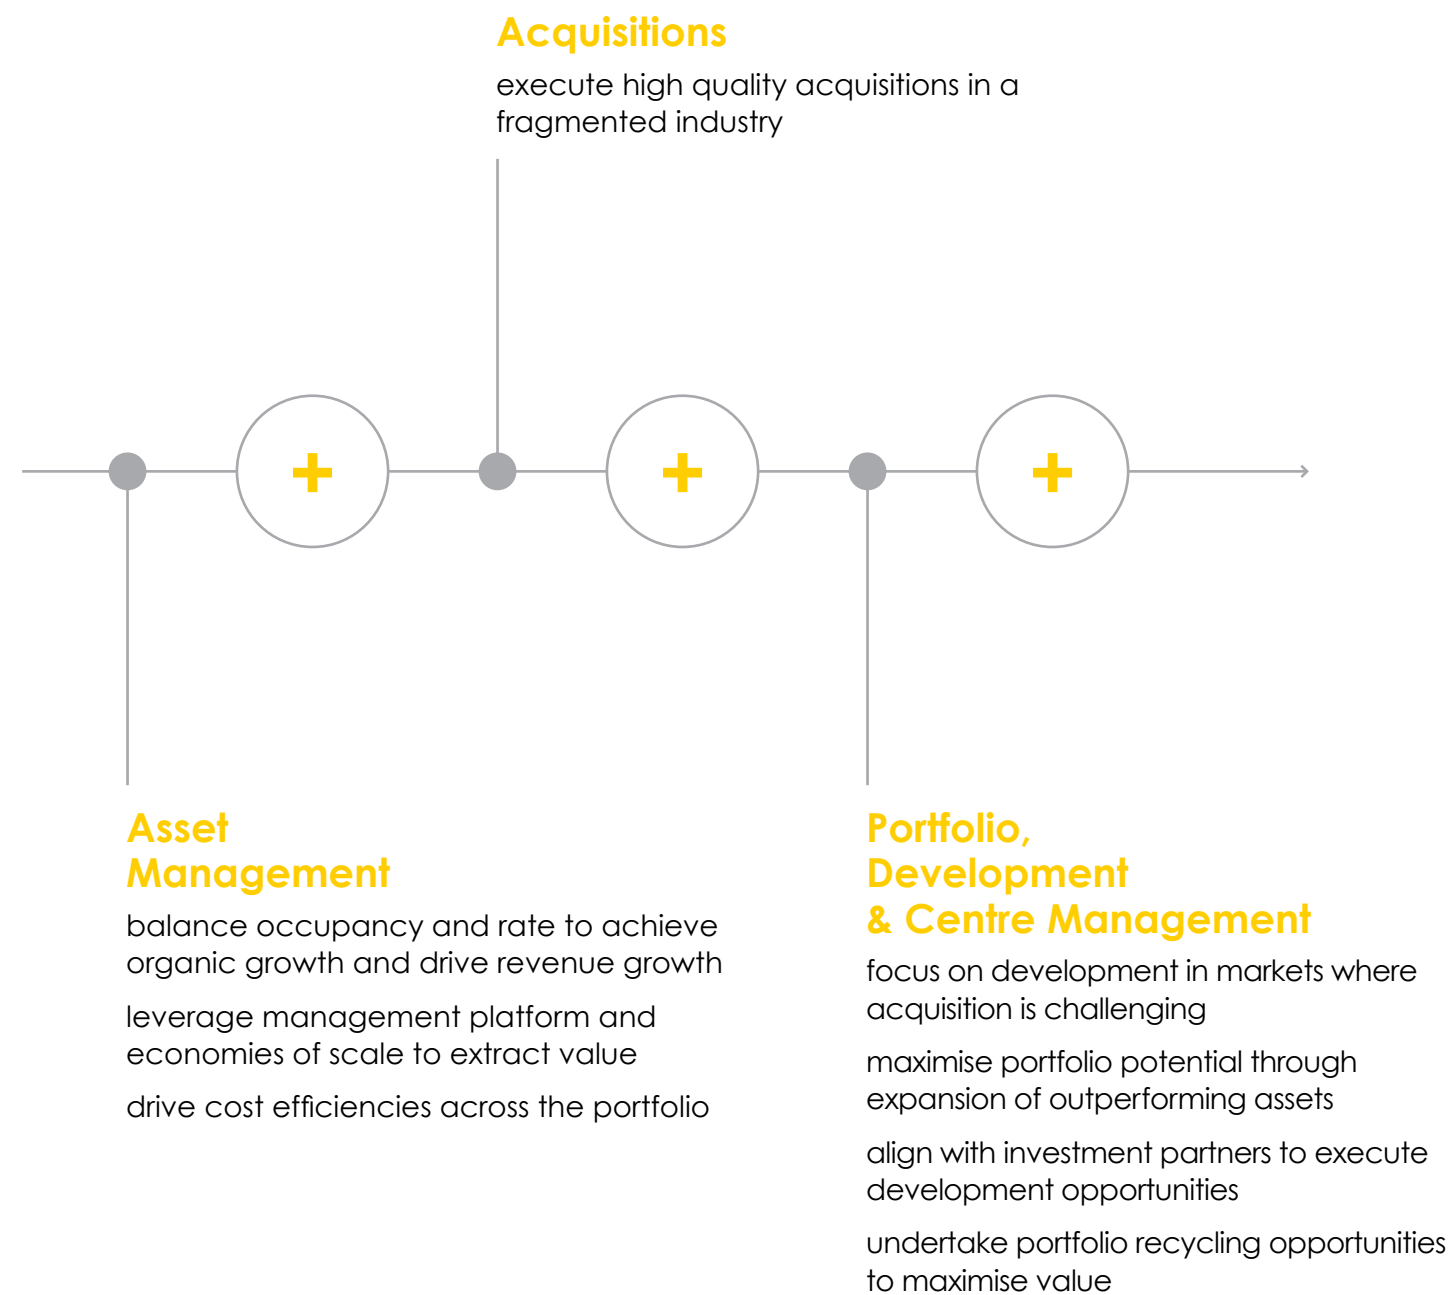 Acquisitions
execute high quality acquisitions in a
fragmented industry
+
+
+
Asset
Management
balance occupancy and rate to achieve
organic growth and drive revenue growth
leverage management platform and
economies of scale to extract value
drive cost efficiencies across the portfolio
Portfolio,
Development
& Centre Management
focus on development in markets where
acquisition is challenging
maximise portfolio potential through
expansion of outperforming assets
align with investment partners to execute
development opportunities
undertake portfolio recycling opportunities
to maximise value